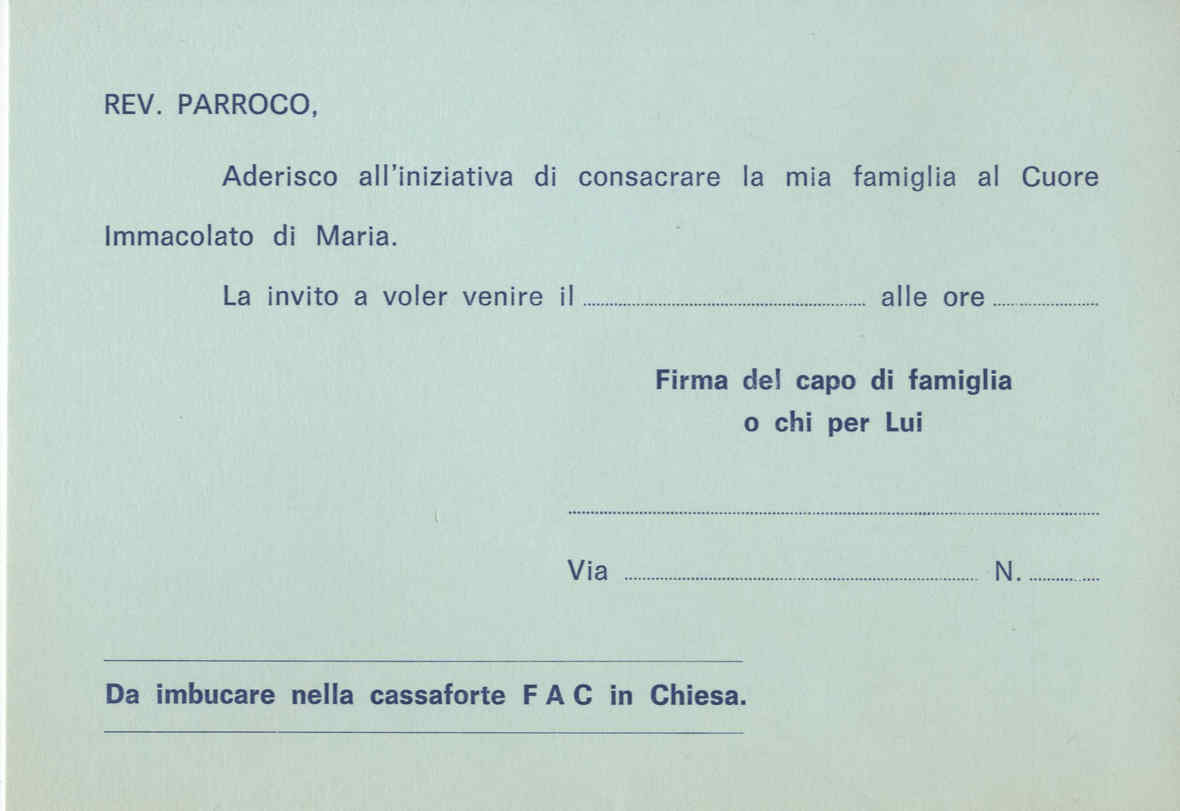 REV. PARROCO,
Aderisco all'iniziativa di consacrare la mia famiglia al Cuore
Immacolato di Maria.
La invito a voler venire il ........................ alle ore ..........
Firma del capo di famiglia
o chi per Lui
Via ........................ N. ..........
Da imbucare nella cassaforte F A C in Chiesa.